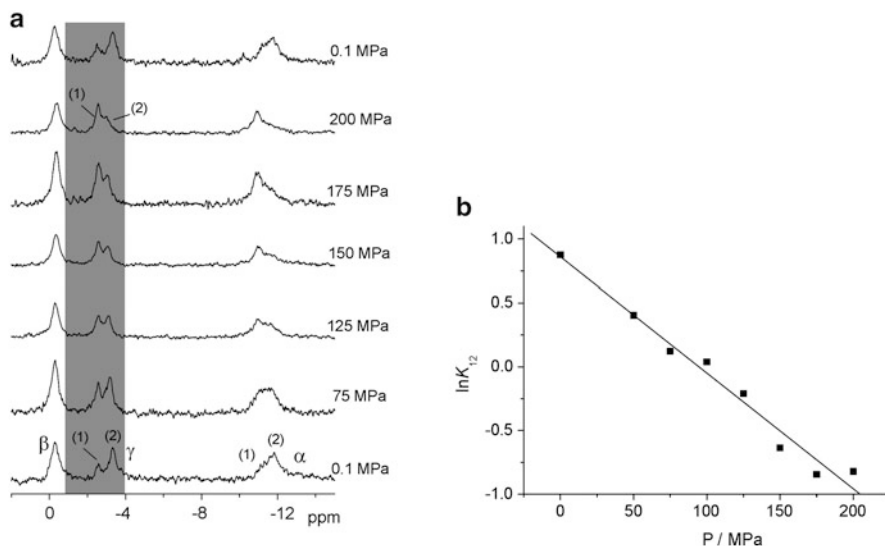 a
0.1 MPa
(1) (2)
200 MPa
175 MPa
150 MPa
125 MPa
75 MPa
β (1) (2) γ (1) (2) α
0.1 MPa
0 -4 -8 -12 ppm
b
1.0
0.5
0.0
-0.5
-1.0
lnK12
0 50 100 150 200
P / MPa